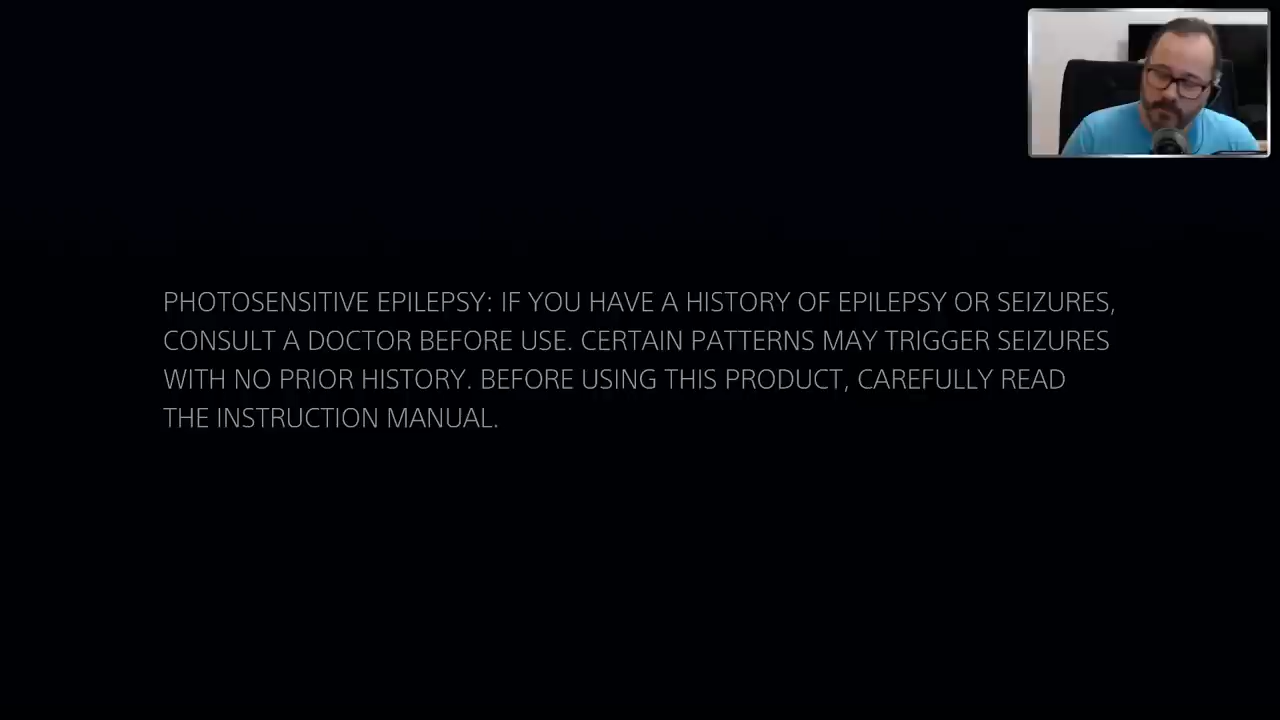 PHOTOSENSITIVE EPILEPSY: IF YOU HAVE A HISTORY OF EPILEPSY OR SEIZURES,
CONSULT A DOCTOR BEFORE USE. CERTAIN PATTERNS MAY TRIGGER SEIZURES
WITH NO PRIOR HISTORY. BEFORE USING THIS PRODUCT, CAREFULLY READ
THE INSTRUCTION MANUAL.